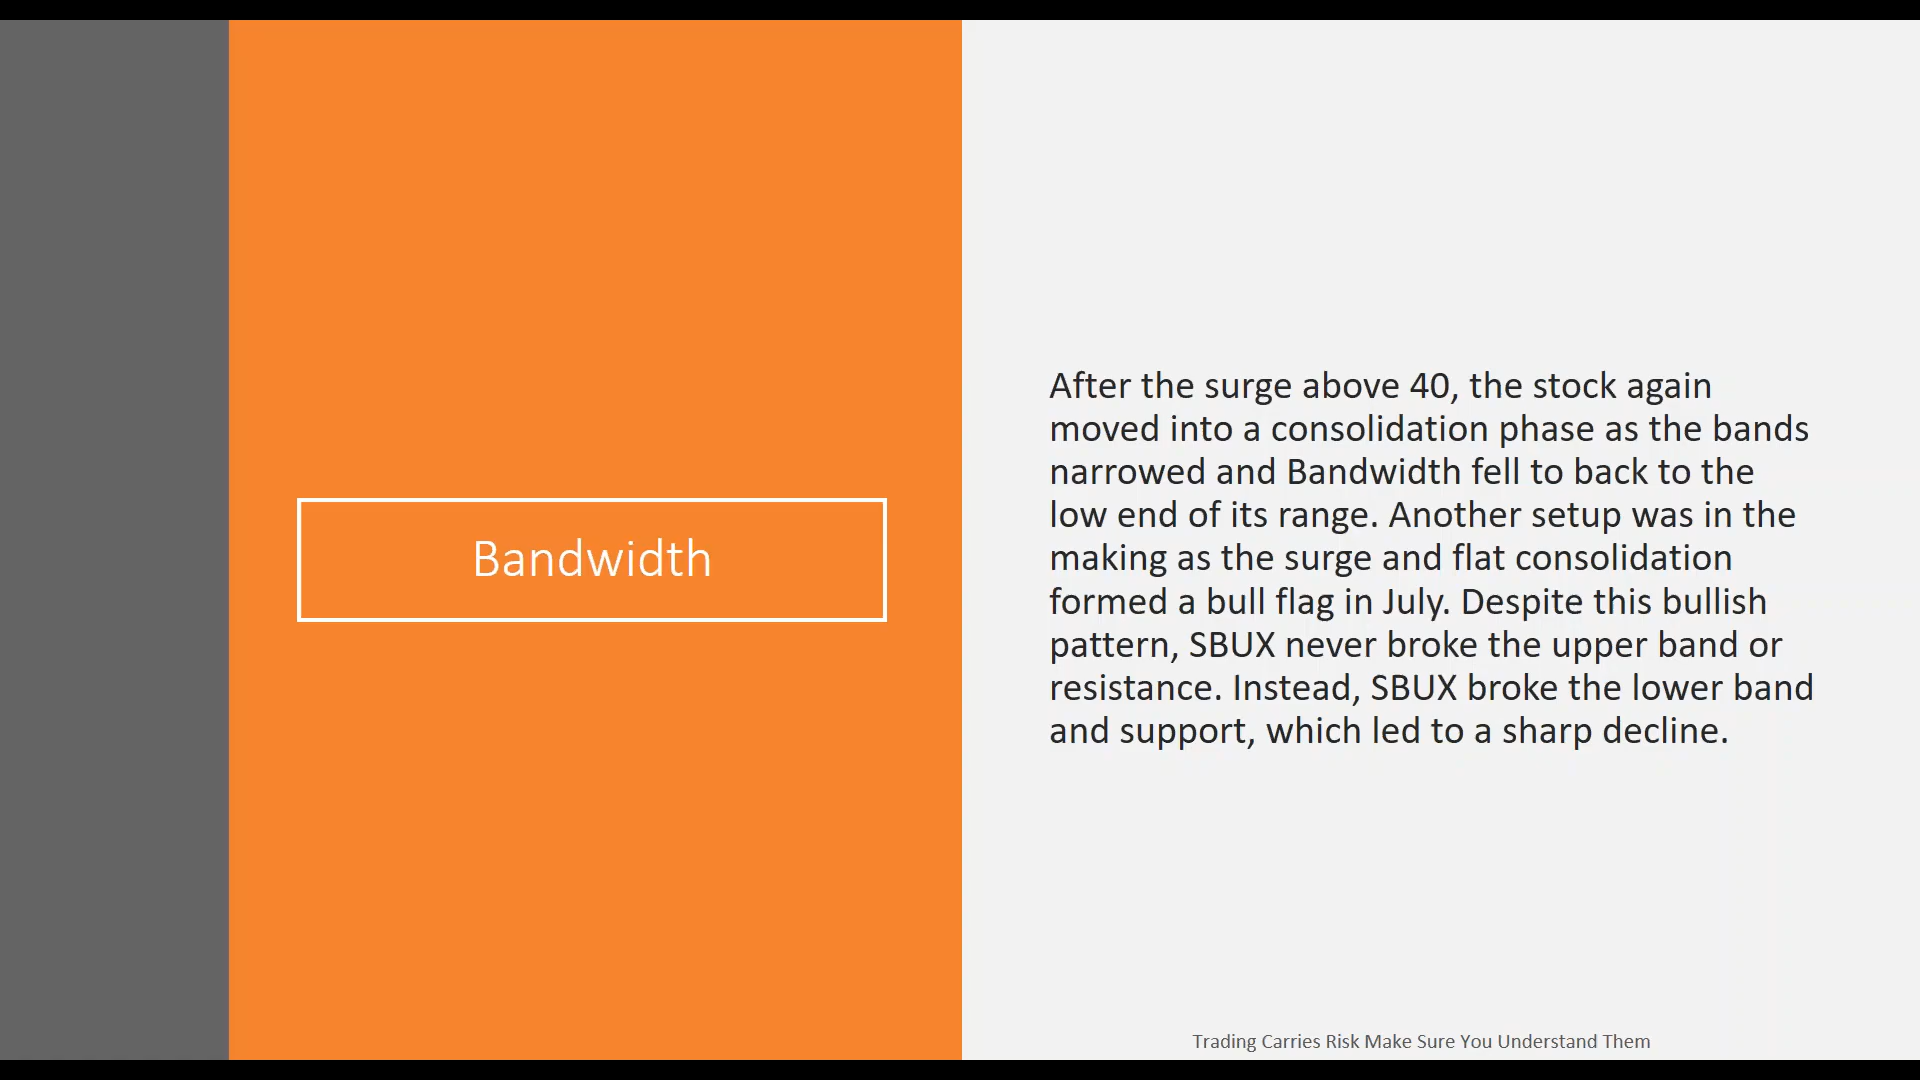 Bandwidth
After the surge above 40, the stock again
moved into a consolidation phase as the bands
narrowed and Bandwidth fell to back to the
low end of its range. Another setup was in the
making as the surge and flat consolidation
formed a bull flag in July. Despite this bullish
pattern, SBUX never broke the upper band or
resistance. Instead, SBUX broke the lower band
and support, which led to a sharp decline.
Trading Carries Risk Make Sure You Understand Them